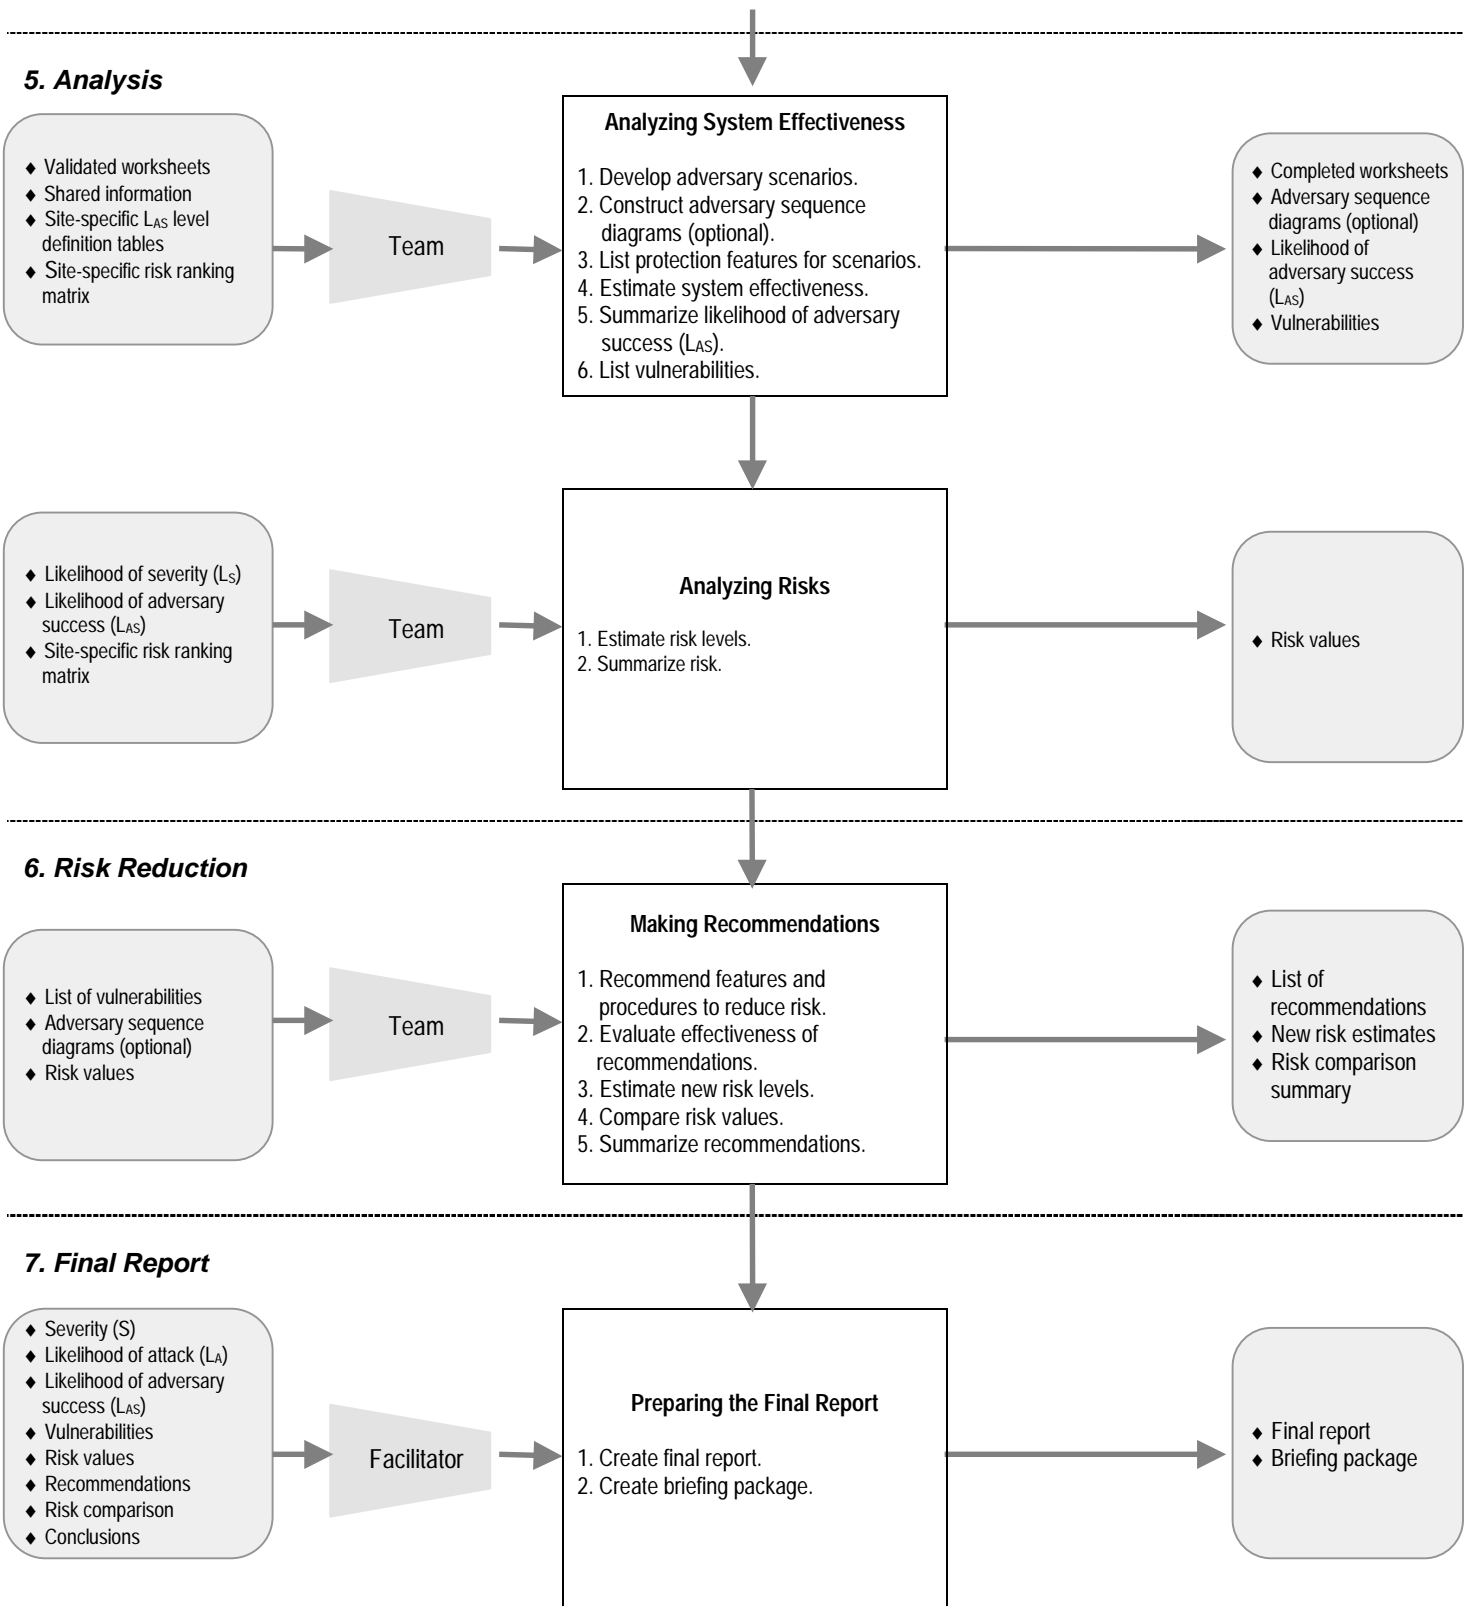 5. Analysis
♦ Validated worksheets
♦ Shared information
♦ Site-specific LAS level
definition tables
♦ Site-specific risk ranking
matrix
Team
Analyzing System Effectiveness
1. Develop adversary scenarios.
2. Construct adversary sequence
diagrams (optional).
3. List protection features for scenarios.
4. Estimate system effectiveness.
5. Summarize likelihood of adversary
success (LAS).
6. List vulnerabilities.
♦ Completed worksheets
♦ Adversary sequence
diagrams (optional)
♦ Likelihood of
adversary success
(LAS)
♦ Vulnerabilities
♦ Likelihood of severity (LS)
♦ Likelihood of adversary
success (LAS)
♦ Site-specific risk ranking
matrix
Team
Analyzing Risks
1. Estimate risk levels.
2. Summarize risk.
♦ Risk values
6. Risk Reduction
♦ List of vulnerabilities
♦ Adversary sequence
diagrams (optional)
♦ Risk values
Team
Making Recommendations
1. Recommend features and
procedures to reduce risk.
2. Evaluate effectiveness of
recommendations.
3. Estimate new risk levels.
4. Compare risk values.
5. Summarize recommendations.
♦ List of
recommendations
♦ New risk estimates
♦ Risk comparison
summary
7. Final Report
♦ Severity (S)
♦ Likelihood of attack (LA)
♦ Likelihood of adversary
success (LAS)
♦ Vulnerabilities
♦ Risk values
♦ Recommendations
♦ Risk comparison
♦ Conclusions
Facilitator
Preparing the Final Report
1. Create final report.
2. Create briefing package.
♦ Final report
♦ Briefing package